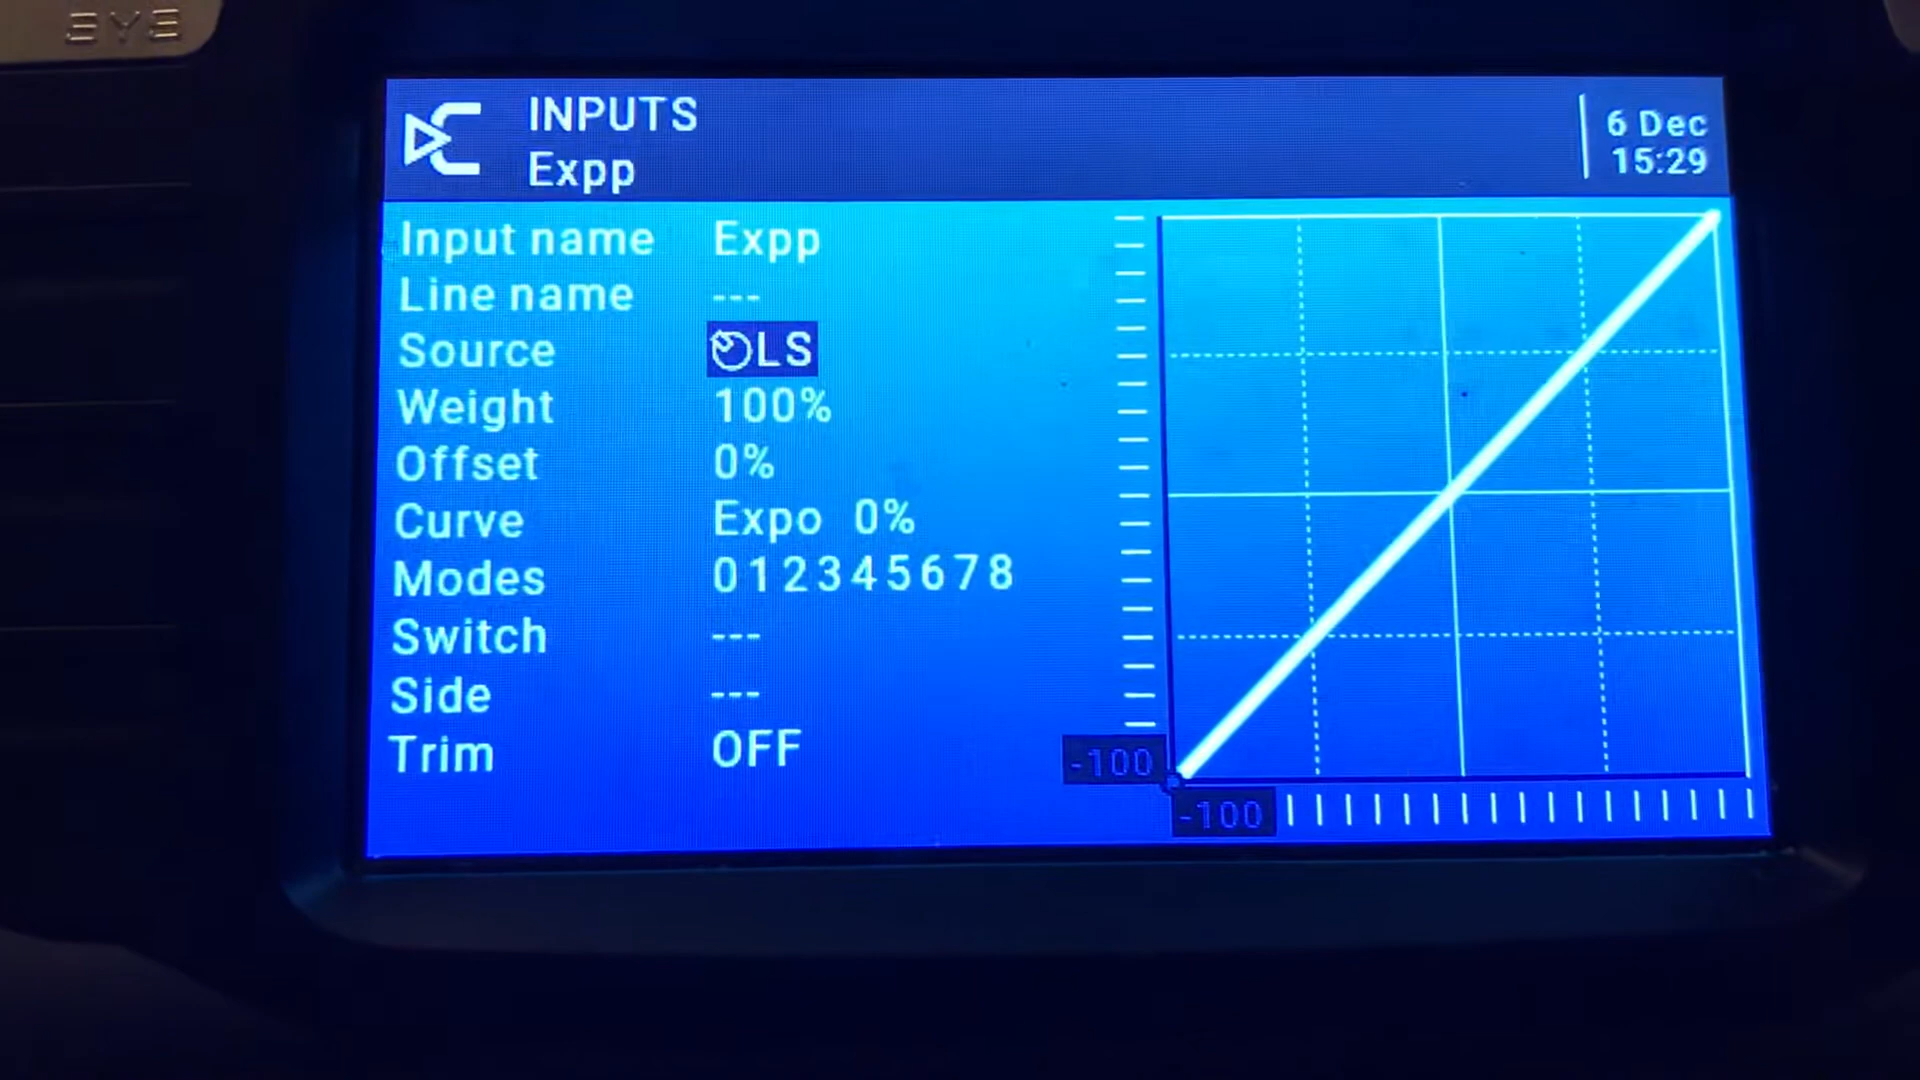 INPUTS
Expp
6 Dec
15:29
Input name Expp
Line name ---
Source LS
Weight 100%
Offset 0%
Curve Expo 0%
Modes 012345678
Switch ---
Side ---
Trim OFF
-100
-100